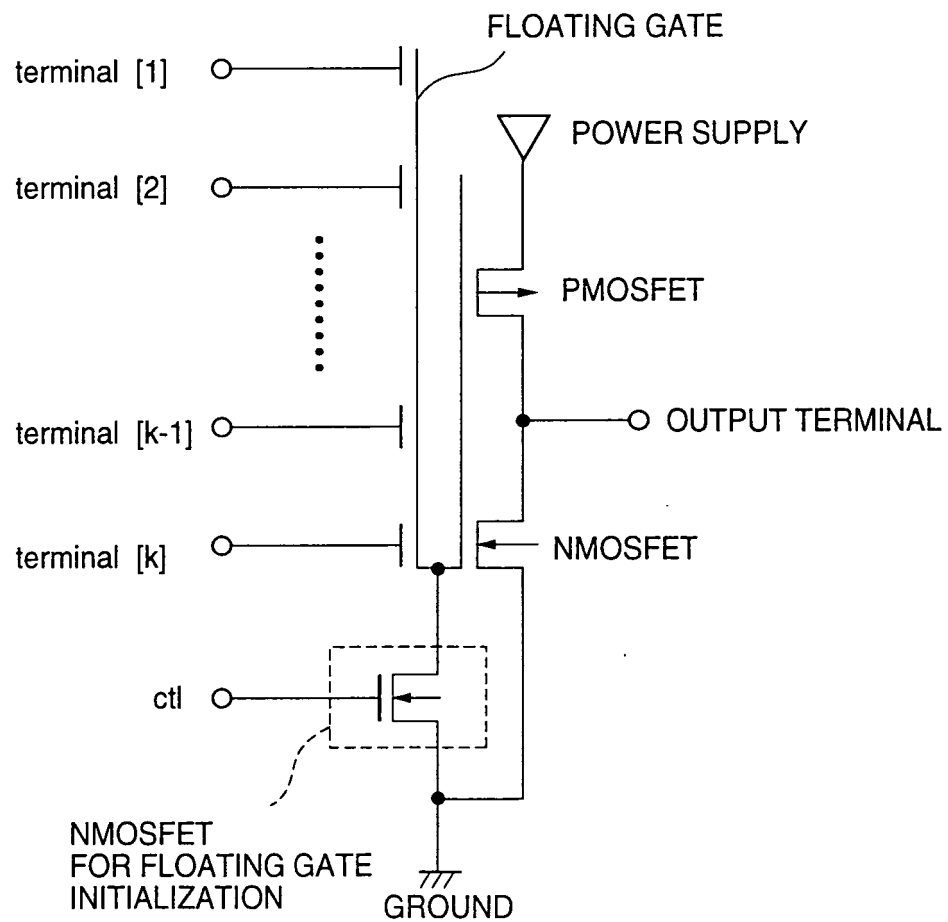 FLOATING GATE
terminal [1]
POWER SUPPLY
terminal [2]
PMOSFET
terminal [k-1]
OUTPUT TERMINAL
terminal [k]
NMOSFET
ctl
NMOSFET
FOR FLOATING GATE
INITIALIZATION
GROUND